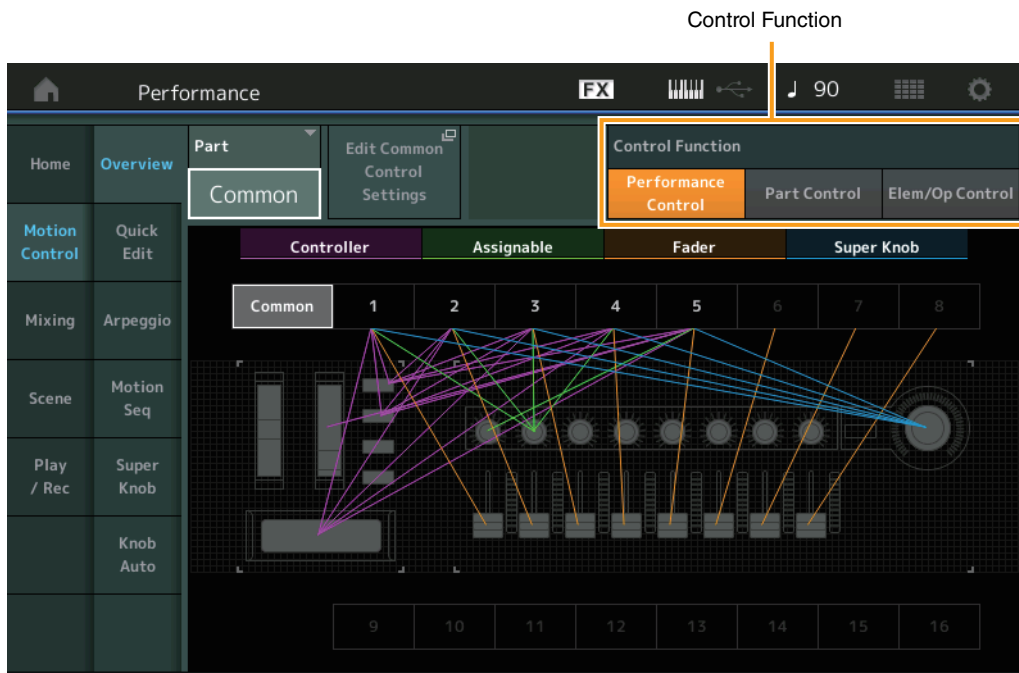 Control Function
Performance
FX
♩ 90
Home
Overview
Part
Common
Edit Common
Control
Settings
Control Function
Performance
Control
Part Control
Elem/Op Control
Motion
Control
Quick
Edit
Controller
Assignable
Fader
Super Knob
Common
1
2
3
4
5
6
7
8
Mixing
Arpeggio
Scene
Motion
Seq
Play
/ Rec
Super
Knob
Knob
Auto
9
10
11
12
13
14
15
16